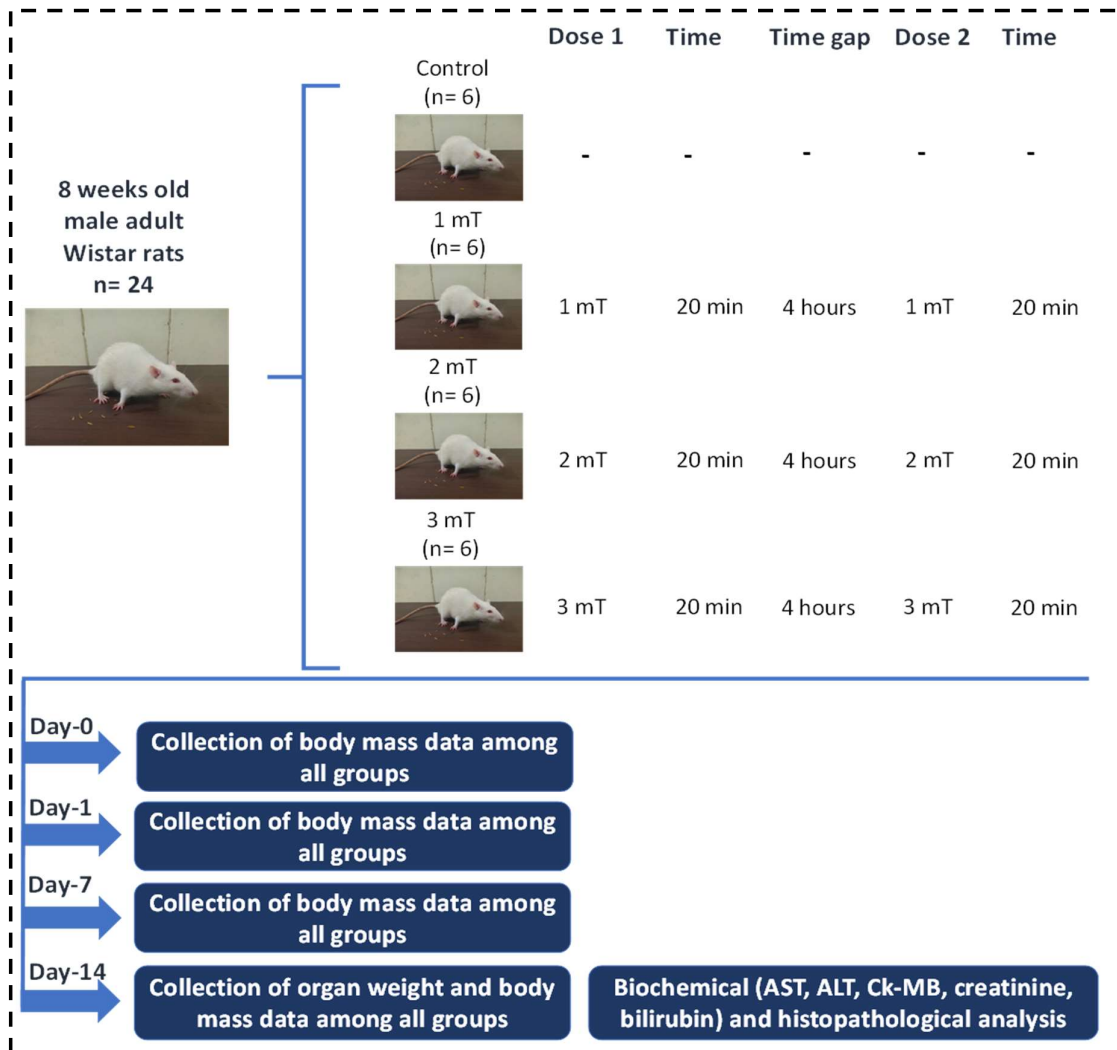 Dose 1 Time Time gap Dose 2 Time
Control
(n= 6)
- - - - -
8 weeks old
male adult
Wistar rats
n= 24
1 mT
(n= 6)
1 mT 20 min 4 hours 1 mT 20 min
2 mT
(n= 6)
2 mT 20 min 4 hours 2 mT 20 min
3 mT
(n= 6)
3 mT 20 min 4 hours 3 mT 20 min
Day-0
Collection of body mass data among
all groups
Day-1
Collection of body mass data among
all groups
Day-7
Collection of body mass data among
all groups
Day-14
Collection of organ weight and body
mass data among all groups
Biochemical (AST, ALT, Ck-MB, creatinine,
bilirubin) and histopathological analysis